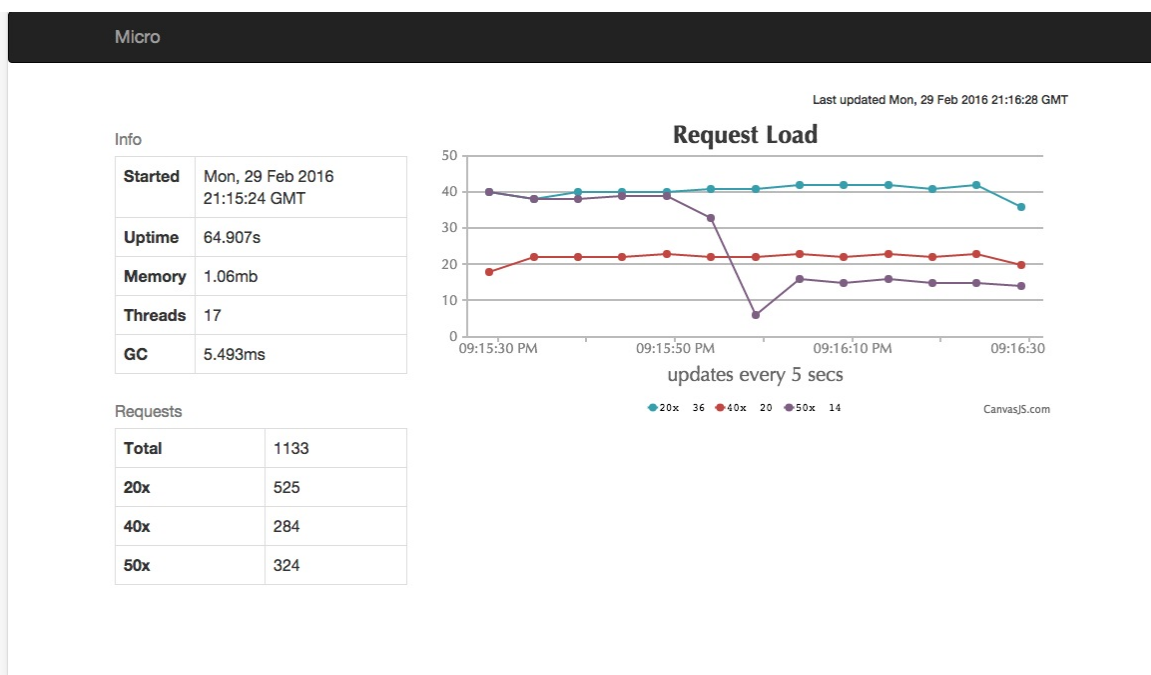 Micro
Last updated Mon, 29 Feb 2016 21:16:28 GMT
Info
Started Mon, 29 Feb 2016
21:15:24 GMT
Uptime 64.907s
Memory 1.06mb
Threads 17
GC 5.493ms
Requests
Total 1133
20x 525
40x 284
50x 324
Request Load
50
40
30
20
10
0
09:15:30 PM 09:15:50 PM 09:16:10 PM 09:16:30
updates every 5 secs
20x 36 40x 20 50x 14
CanvasJS.com